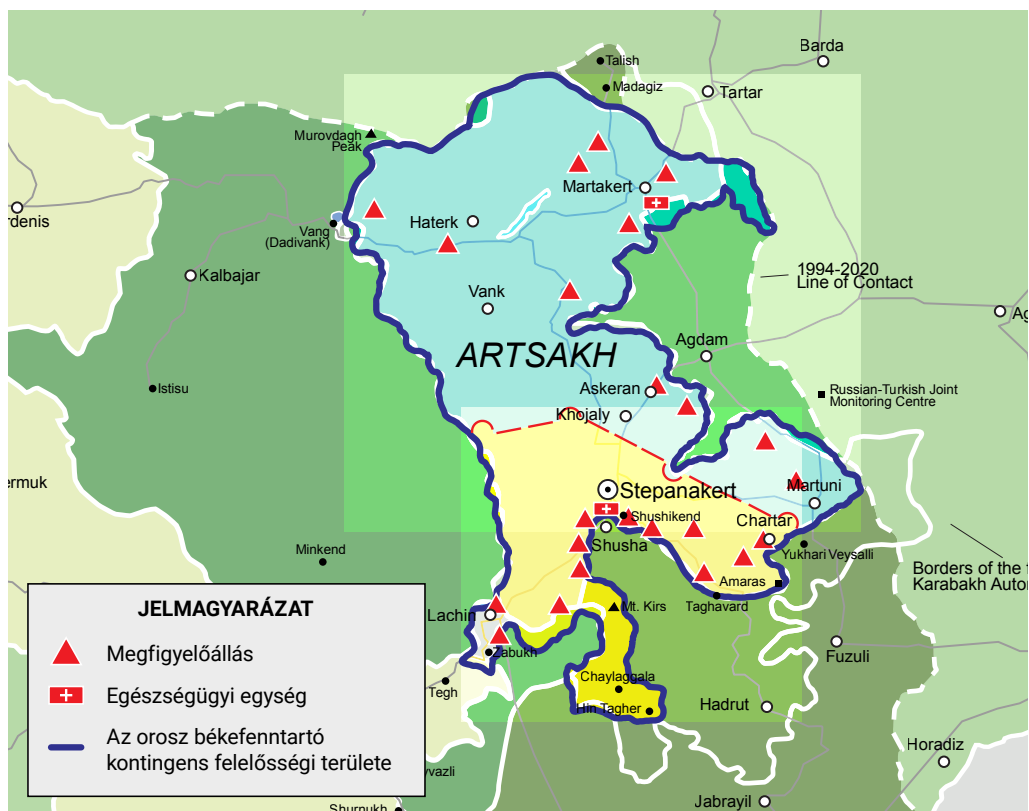 Barda
Talish
Madagiz
Tartar
Murovdagh
Peak
Martakert
rdenis
Haterk
Vang
(Dadivank)
Kalbajar
1994-2020
Line of Contact
Vank
Ag
ARTSAKH
Agdam
Istisu
Askeran
Russian-Turkish Joint
Monitoring Centre
Khojaly
ermuk
Stepanakert
Martuni
Shushikend
Chartar
Shusha
Minkend
Yukhari Veysalli
Borders of the f
Karabakh Auton
Amaras
Taghavard
JELMAGYARÁZAT
Megfigyelőállás
Egészségügyi egység
Az orosz békefenntartó
kontingens felelősségi területe
Lachin
Mt. Kirs
Zabukh
Fuzuli
Tegh
Chaylaggala
Hin Tagher
Hadrut
Horadiz
yvazli
Shurnukh
Jabrayil